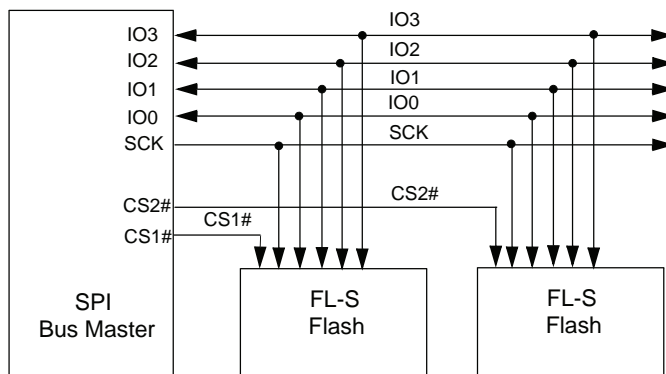 IO3
IO3
IO2
IO2
IO1
IO1
IO0
IO0
SCK
SCK
CS2#
CS2#
CS1#
CS1#
SPI
Bus Master
FL-S
Flash
FL-S
Flash